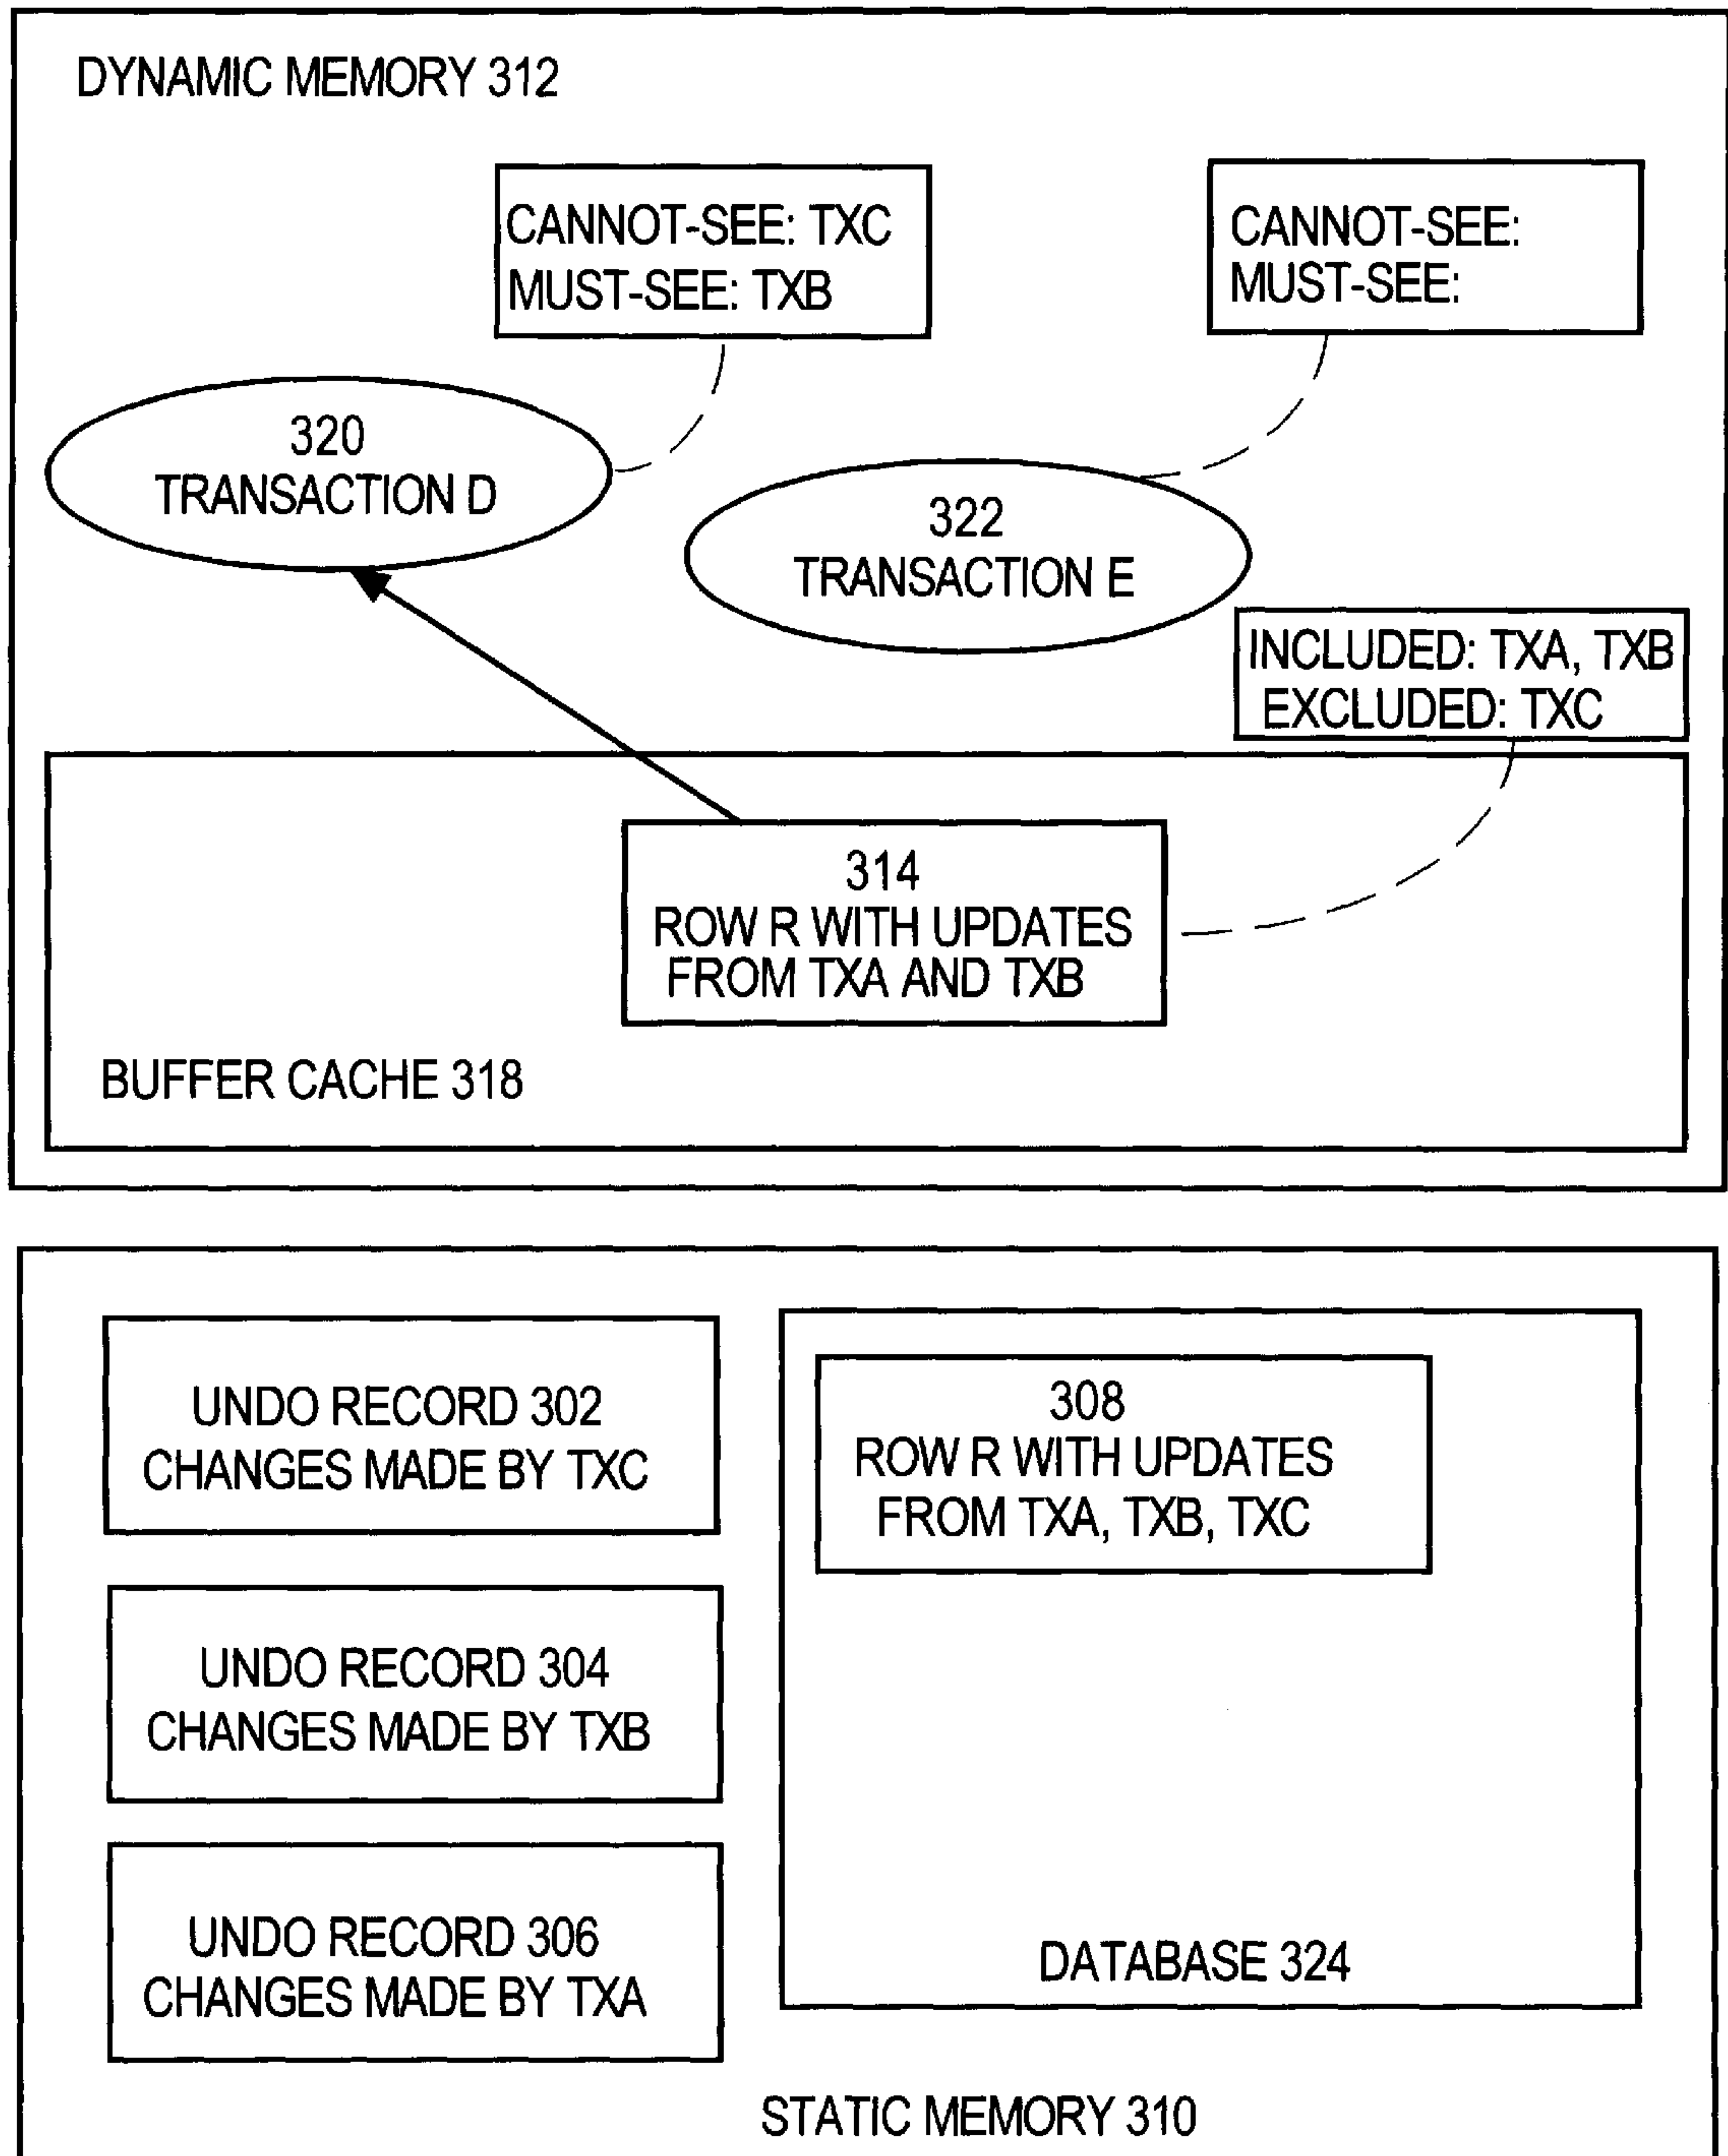 DYNAMIC MEMORY 312
CANNOT-SEE: TXC
MUST-SEE: TXB
CANNOT-SEE:
MUST-SEE:
320
TRANSACTION D
322
TRANSACTION E
INCLUDED: TXA, TXB
EXCLUDED: TXC
314
ROW R WITH UPDATES
FROM TXA AND TXB
BUFFER CACHE 318
UNDO RECORD 302
CHANGES MADE BY TXC
308
ROW R WITH UPDATES
FROM TXA, TXB, TXC
UNDO RECORD 304
CHANGES MADE BY TXB
UNDO RECORD 306
CHANGES MADE BY TXA
DATABASE 324
STATIC MEMORY 310